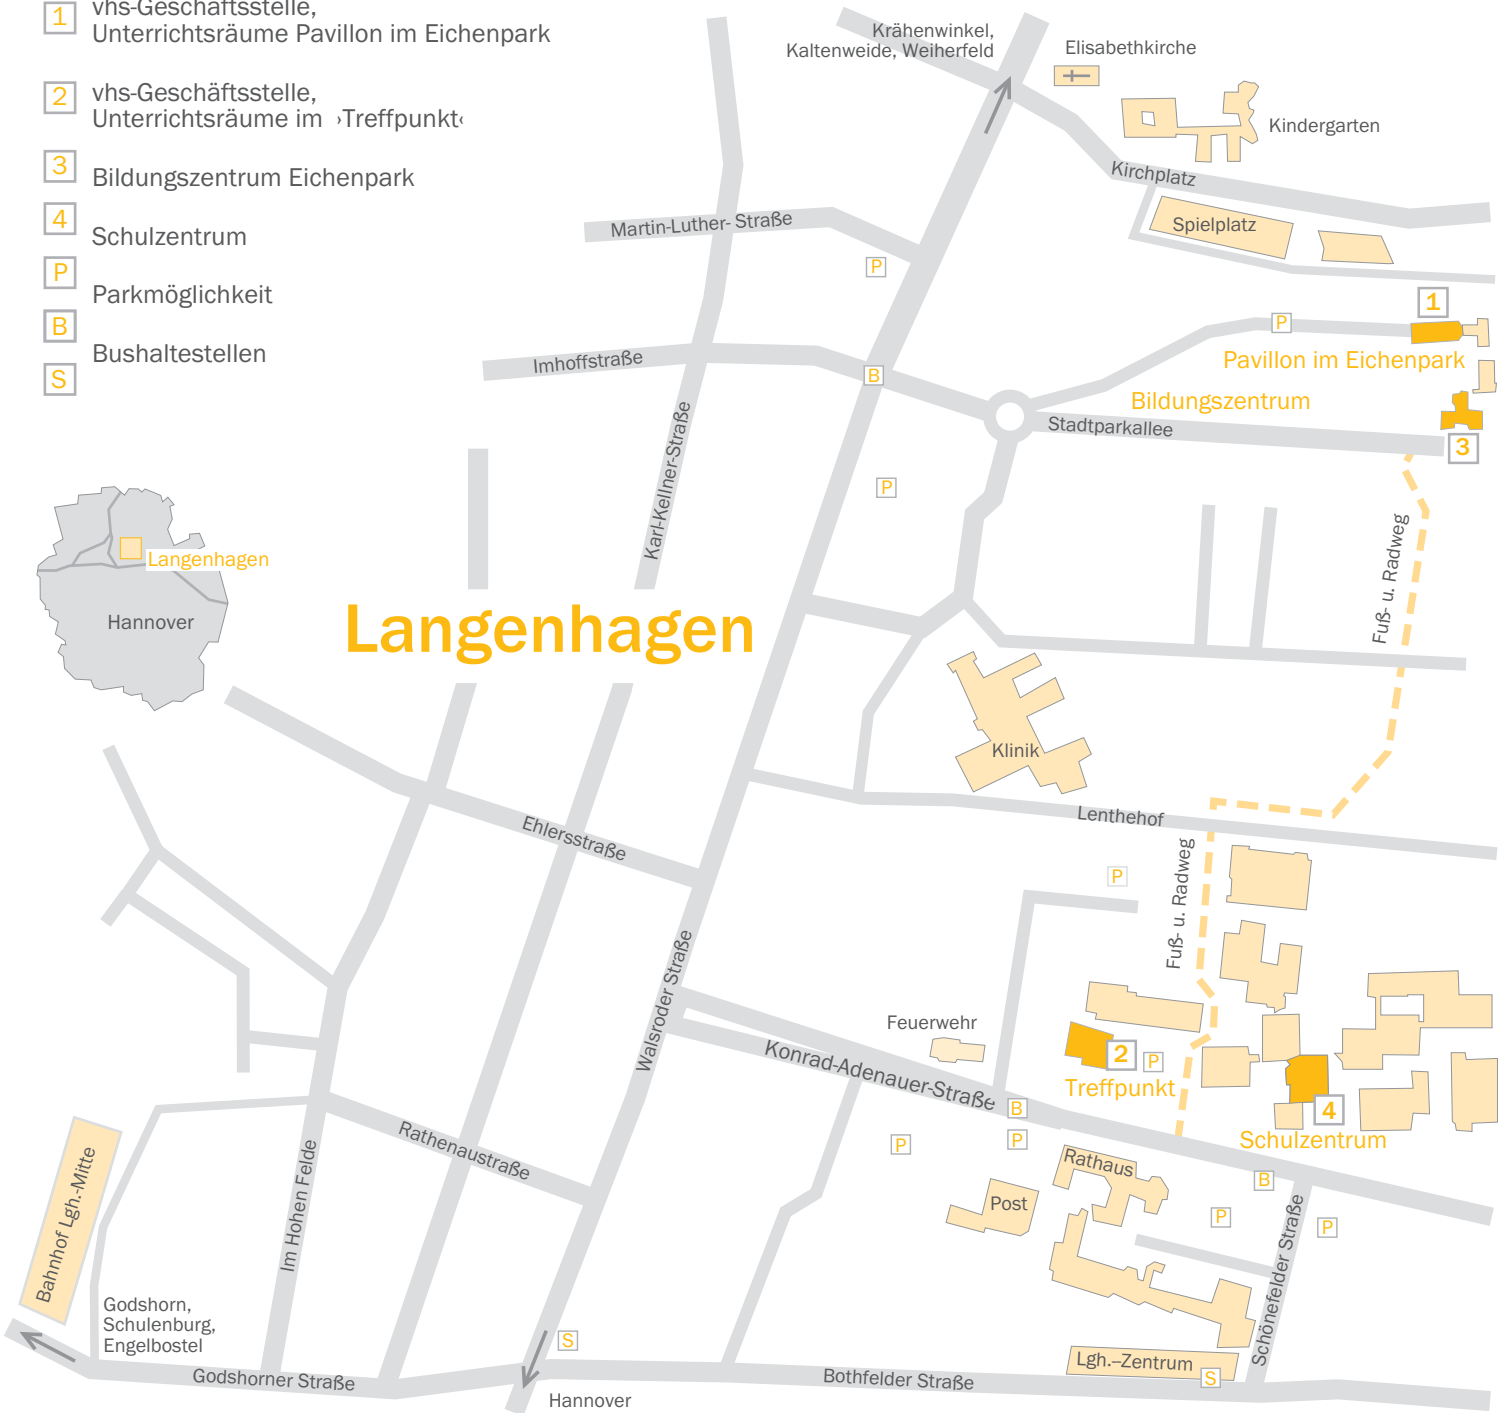 1
vhs-Geschäftsstelle,
Unterrichtsräume Pavillon im Eichenpark
2
vhs-Geschäftsstelle,
Unterrichtsräume im ›Treffpunkt‹
3
Bildungszentrum Eichenpark
4
Schulzentrum
P
Parkmöglichkeit
B
Bushaltestellen
S
Krähenwinkel,
Kaltenweide, Weiherfeld
Elisabethkirche
Kindergarten
Kirchplatz
Spielplatz
Martin-Luther- Straße
P
Imhoffstraße
B
P
1
Pavillon im Eichenpark
Bildungszentrum
Stadtparkallee
3
Karl-Kellner-Straße
P
Fuß- u. Radweg
Langenhagen
Hannover
Langenhagen
Klinik
Lenthehof
Ehlersstraße
P
Fuß- u. Radweg
Walsroder Straße
Feuerwehr
Konrad-Adenauer-Straße
2
P
Treffpunkt
B
P
P
4
Schulzentrum
Rathenaustraße
Im Hohen Felde
Bahnhof Lgh.-Mitte
Rathaus
Post
B
P
P
Schönefelder Straße
Godshorn,
Schulenburg,
Engelbostel
Godshorner Straße
S
Hannover
Bothfelder Straße
Lgh.–Zentrum
S